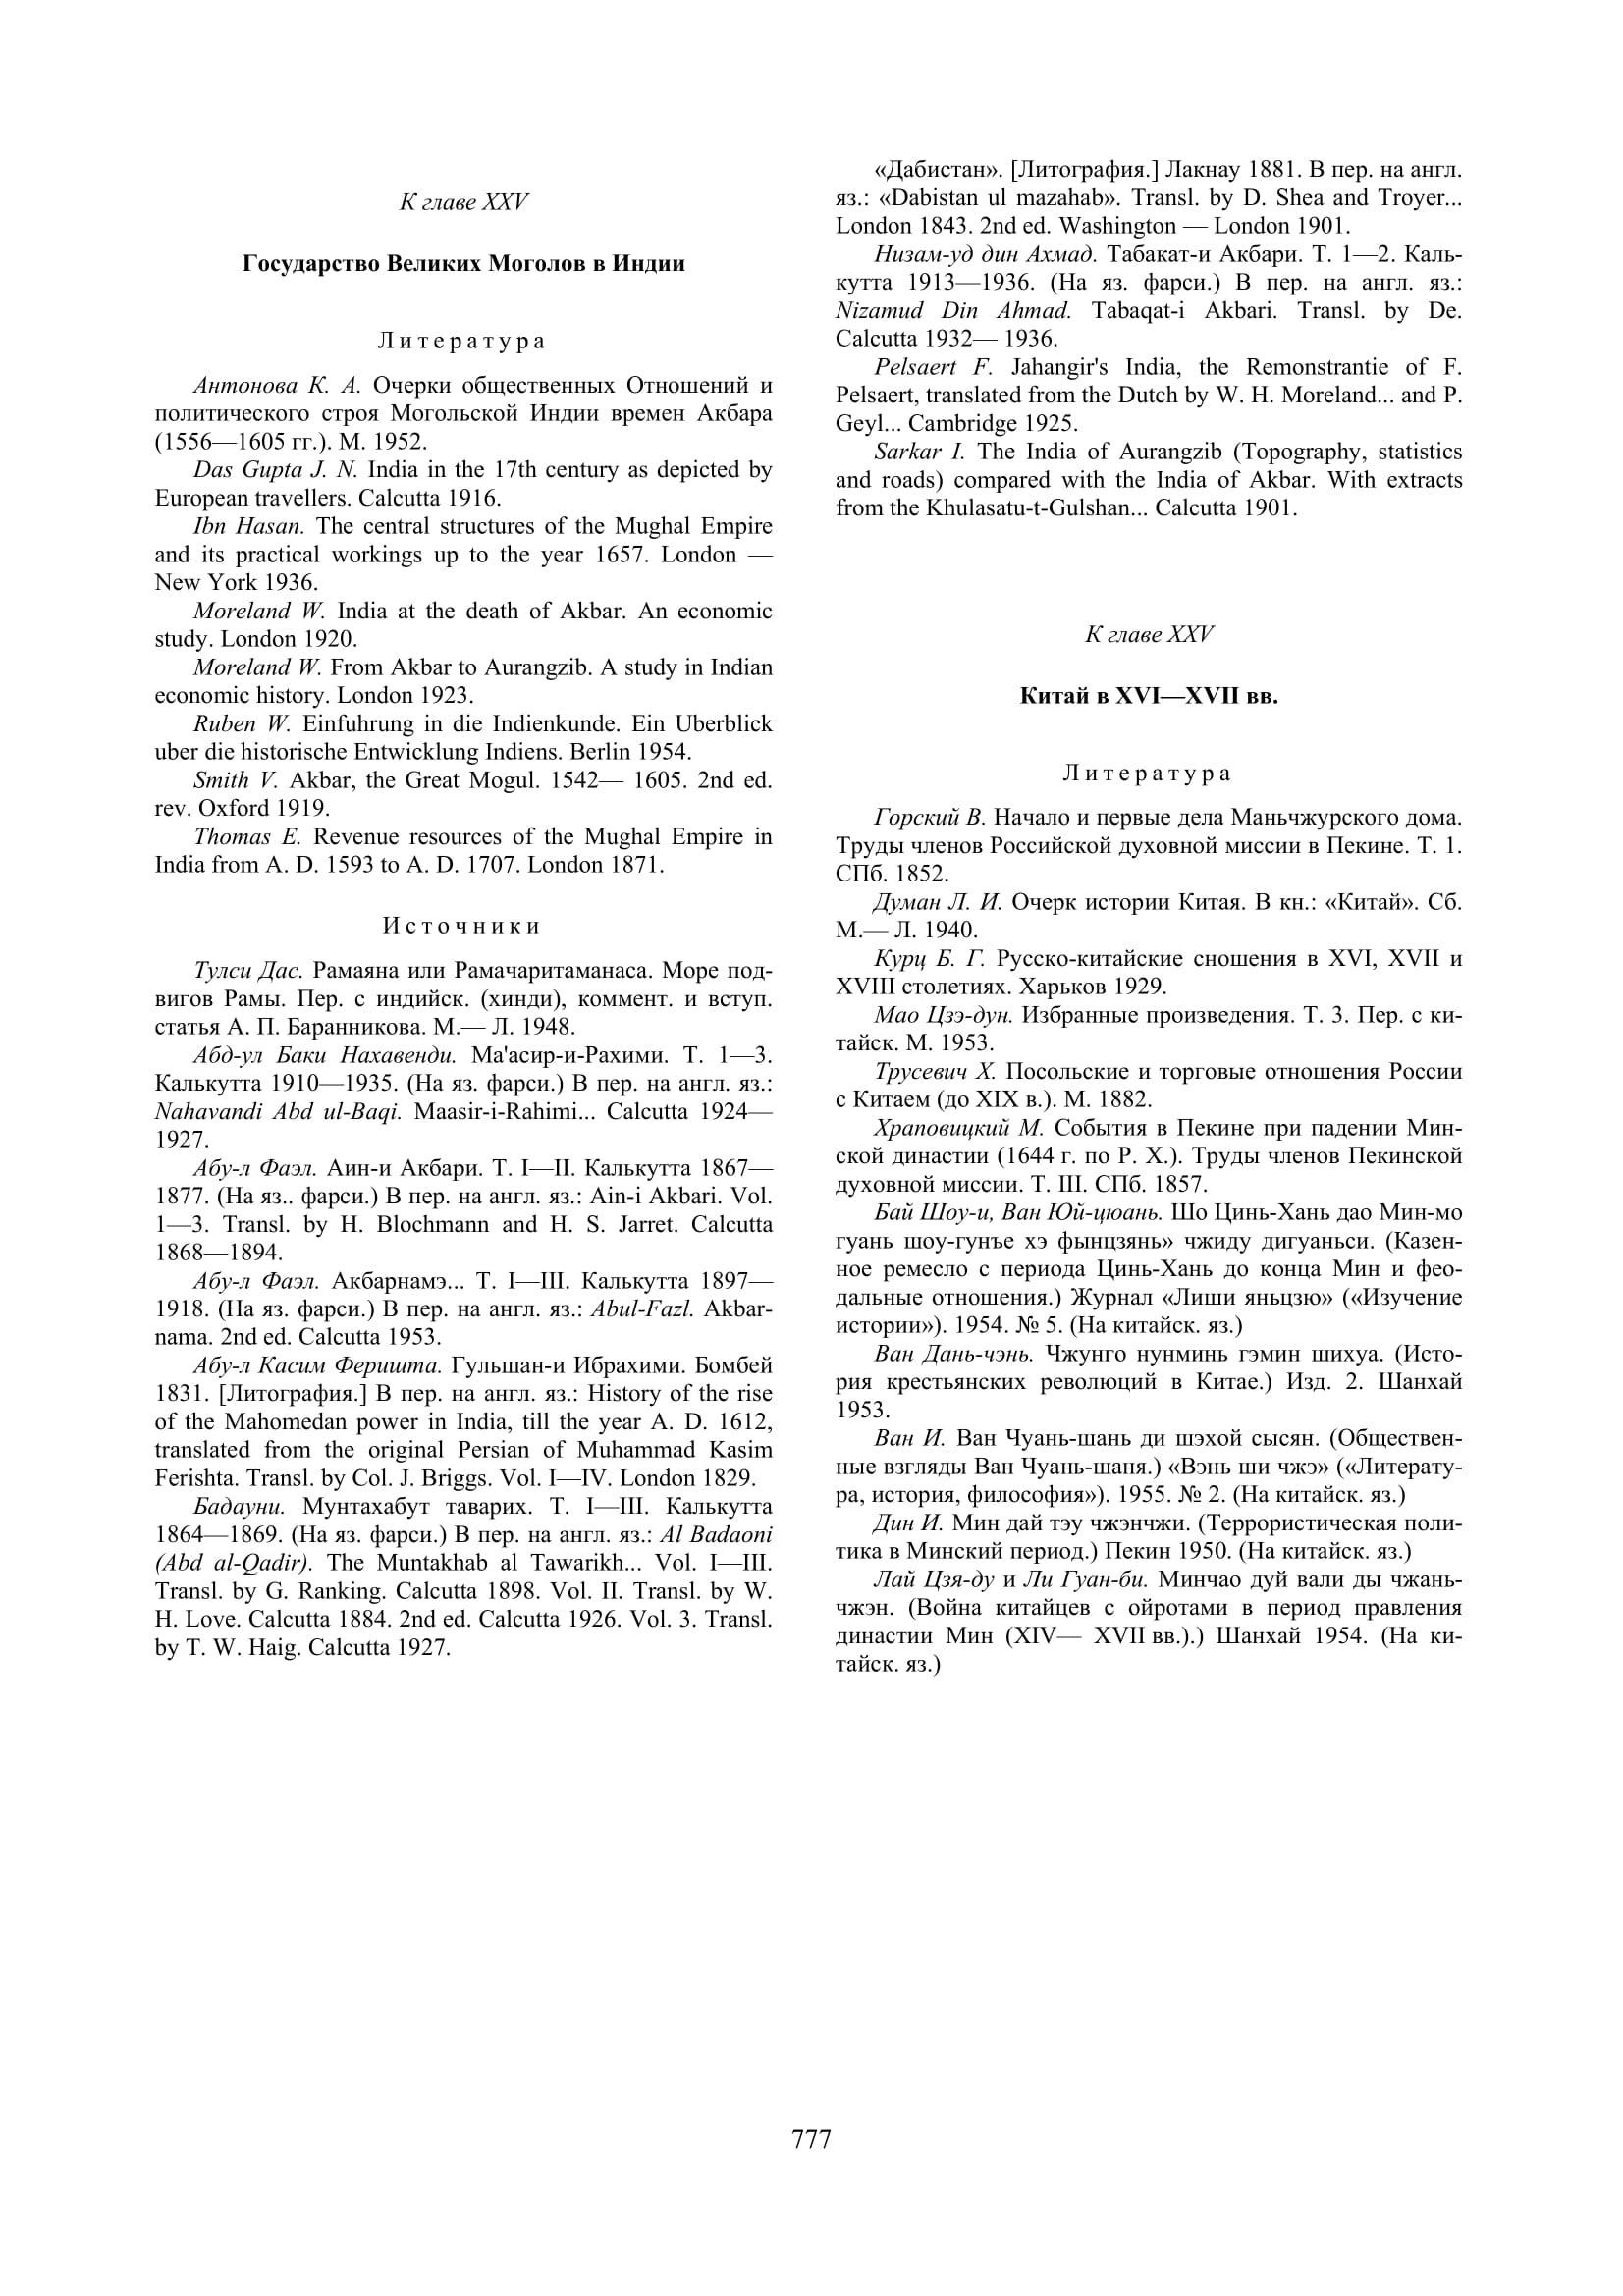 К главе XXV
Государство Великих Моголов в Индии
Литература
Антонова К. А. Очерки общественных Отношений и
политического строя Могольской Индии времен Акбара
(1556—1605 гг.). М. 1952.
Das Gupta J. N. India in the 17th century as depicted by
European travellers. Calcutta 1916.
Ibn Hasan. The central structures of the Mughal Empire
and its practical workings up to the year 1657. London —
New York 1936.
Moreland W. India at the death of Akbar. An economic
study. London 1920.
Moreland W. From Akbar to Aurangzib. A study in Indian
economic history. London 1923.
Ruben W. Einfuhrung in die Indienkunde. Ein Uberblick
uber die historische Entwicklung Indiens. Berlin 1954.
Smith V. Akbar, the Great Mogul. 1542— 1605. 2nd ed.
rev. Oxford 1919.
Thomas E. Revenue resources of the Mughal Empire in
India from A. D. 1593 to A. D. 1707. London 1871.
Источники
Тулси Дас. Рамаяна или Рамачаритаманаса. Море под-
вигов Рамы. Пер. с индийск. (хинди), коммент. и вступ.
статья А. П. Баранникова. М.— Л. 1948.
Абд-ул Баки Нахавенди. Ма'асир-и-Рахими. Т. 1—3.
Калькутта 1910—1935. (На яз. фарси.) В пер. на англ. яз.:
Nahavandi Abd ul-Baqi. Maasir-i-Rahimi... Calcutta 1924—
1927.
Абу-л Фаэл. Аин-и Акбари. Т. I—II. Калькутта 1867—
1877. (На яз.. фарси.) В пер. на англ. яз.: Ain-i Akbari. Vol.
1—3. Transl. by H. Blochmann and H. S. Jarret. Calcutta
1868—1894.
Абу-л Фаэл. Акбарнамэ... Т. I—III. Калькутта 1897—
1918. (На яз. фарси.) В пер. на англ. яз.: Abul-Fazl. Akbar-
nama. 2nd ed. Calcutta 1953.
Абу-л Касим Феришта. Гульшан-и Ибрахими. Бомбей
1831. [Литография.] В пер. на англ. яз.: History of the rise
of the Mahomedan power in India, till the year A. D. 1612,
translated from the original Persian of Muhammad Kasim
Ferishta. Transl. by Col. J. Briggs. Vol. I—IV. London 1829.
Бадауни. Мунтахабут таварих. Т. I—III. Калькутта
1864—1869. (На яз. фарси.) В пер. на англ. яз.: Al Badaoni
(Abd al-Qadir). The Muntakhab al Tawarikh... Vol. I—III.
Transl. by G. Ranking. Calcutta 1898. Vol. II. Transl. by W.
H. Love. Calcutta 1884. 2nd ed. Calcutta 1926. Vol. 3. Transl.
by T. W. Haig. Calcutta 1927.
«Дабистан». [Литография.] Лакнау 1881. В пер. на англ.
яз.: «Dabistan ul mazahab». Transl. by D. Shea and Troyer...
London 1843. 2nd ed. Washington — London 1901.
Низам-уд дин Ахмад. Табакат-и Акбари. Т. 1—2. Каль-
кутта 1913—1936. (На яз. фарси.) В пер. на англ. яз.:
Nizamud Din Ahmad. Tabaqat-i Akbari. Transl. by De.
Calcutta 1932— 1936.
Pelsaert F. Jahangir's India, the Remonstrantie of F.
Pelsaert, translated from the Dutch by W. H. Moreland... and P.
Geyl... Cambridge 1925.
Sarkar I. The India of Aurangzib (Topography, statistics
and roads) compared with the India of Akbar. With extracts
from the Khulasatu-t-Gulshan... Calcutta 1901.
К главе XXV
Китай в XVI—XVII вв.
Литература
Горский В. Начало и первые дела Маньчжурского дома.
Труды членов Российской духовной миссии в Пекине. Т. 1.
СПб. 1852.
Думан Л. И. Очерк истории Китая. В кн.: «Китай». Сб.
М.— Л. 1940.
Курц Б. Г. Русско-китайские сношения в XVI, XVII и
XVIII столетиях. Харьков 1929.
Мао Цзэ-дун. Избранные произведения. Т. 3. Пер. с ки-
тайск. М. 1953.
Трусевич X. Посольские и торговые отношения России
с Китаем (до XIX в.). М. 1882.
Храповицкий М. События в Пекине при падении Мин-
ской династии (1644 г. по Р. X.). Труды членов Пекинской
духовной миссии. Т. III. СПб. 1857.
Бай Шоу-и, Ван Юй-цюань. Шо Цинь-Хань дао Мин-мо
гуань шоу-гунъе хэ фынцзянь» чжиду дигуаньси. (Казен-
ное ремесло с периода Цинь-Хань до конца Мин и фео-
дальные отношения.) Журнал «Лиши яньцзю» («Изучение
истории»). 1954. № 5. (На китайск. яз.)
Ван Дань-чэнь. Чжунго нунминь гэмин шихуа. (Исто-
рия крестьянских революций в Китае.) Изд. 2. Шанхай
1953.
Ван И. Ван Чуань-шань ди шэхой сысян. (Обществен-
ные взгляды Ван Чуань-шаня.) «Вэнь ши чжэ» («Литерату-
ра, история, философия»). 1955. № 2. (На китайск. яз.)
Дин И. Мин дай тэу чжэнчжи. (Террористическая поли-
тика в Минский период.) Пекин 1950. (На китайск. яз.)
Лай Цзя-ду и Ли Гуан-би. Минчао дуй вали ды чжань-
чжэн. (Война китайцев с ойротами в период правления
династии Мин (XIV— XVII вв.).) Шанхай 1954. (На ки-
тайск. яз.)
777